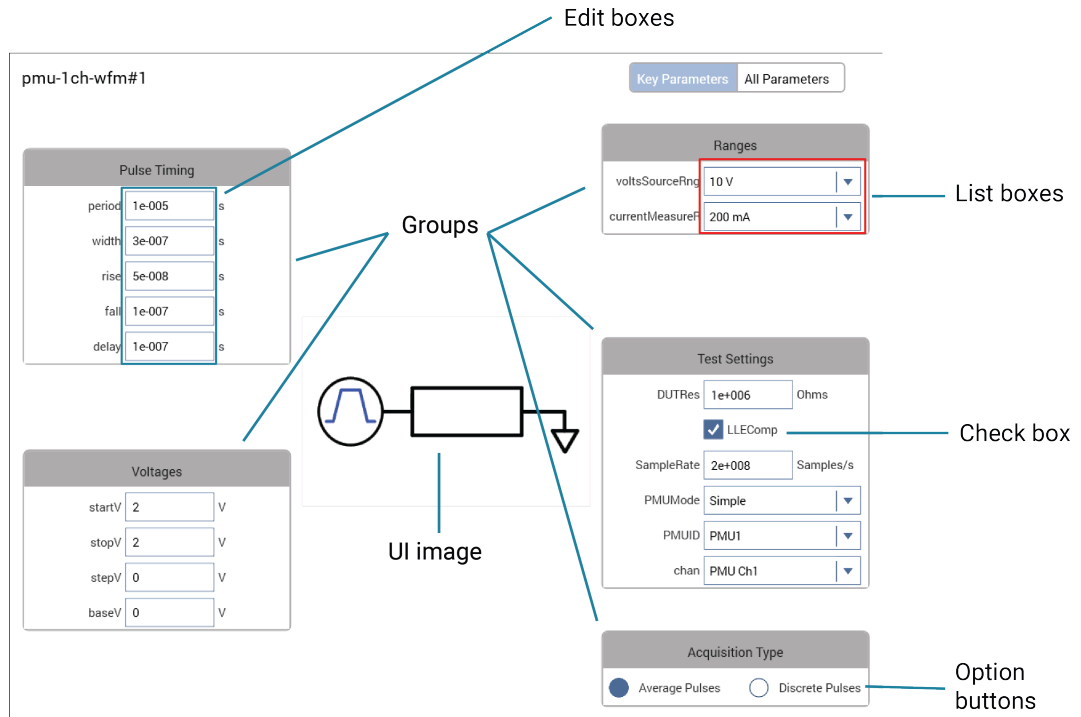 Edit boxes
pmu-1ch-wfm#1
Key Parameters All Parameters
Pulse Timing
period 1e-005 s
width 3e-007 s
rise 5e-008 s
fall 1e-007 s
delay 1e-007 s
Groups
Ranges
voltsSourceRng 10 V
currentMeasureR 200 mA
List boxes
Test Settings
DUTRes 1e+006 Ohms
LLEComp
Check box
SampleRate 2e+008 Samples/s
PMUMode Simple
PMUID PMU1
chan PMU Ch1
Voltages
startV 2 V
stopV 2 V
stepV 0 V
baseV 0 V
UI image
Acquisition Type
Average Pulses Discrete Pulses
Option
buttons